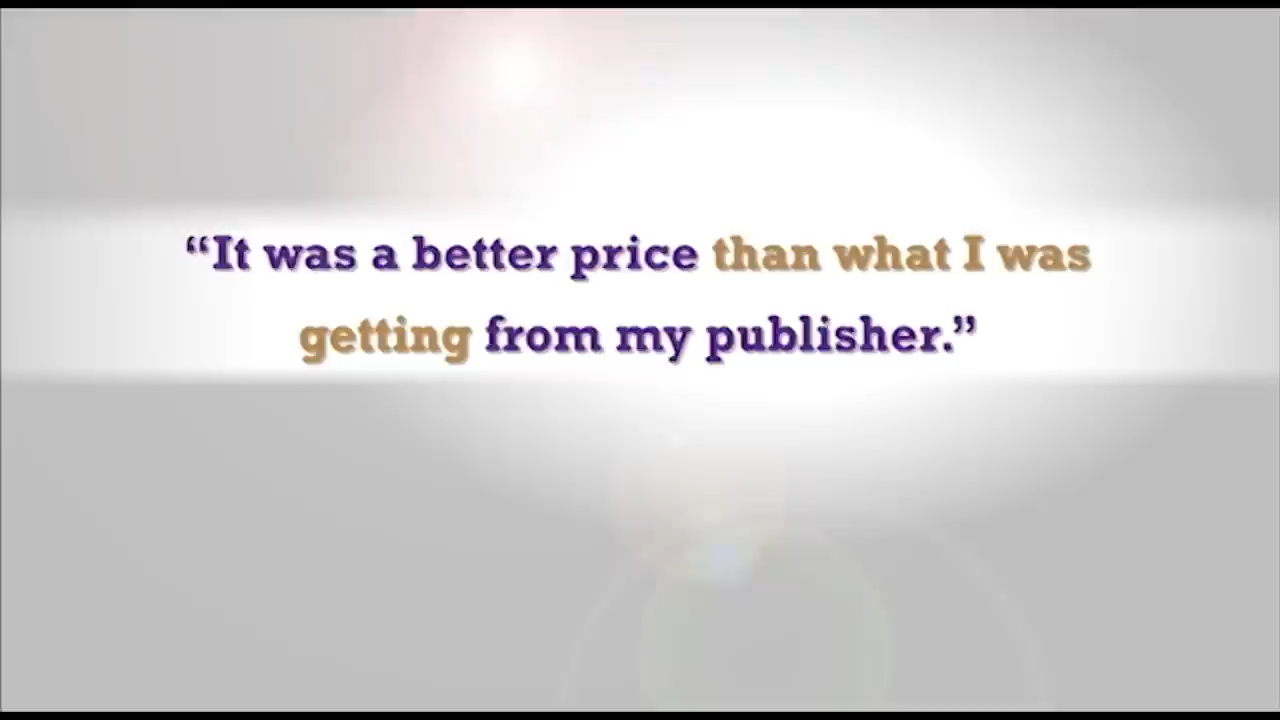 “It was a better price than what I was
getting from my publisher.”